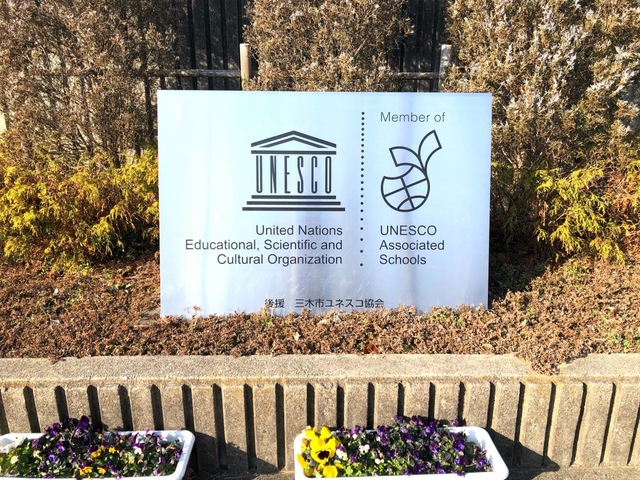 UNESCO
United Nations
Educational, Scientific and
Cultural Organization
Member of
UNESCO
Associated
Schools
後援 三木市ユネスコ協会